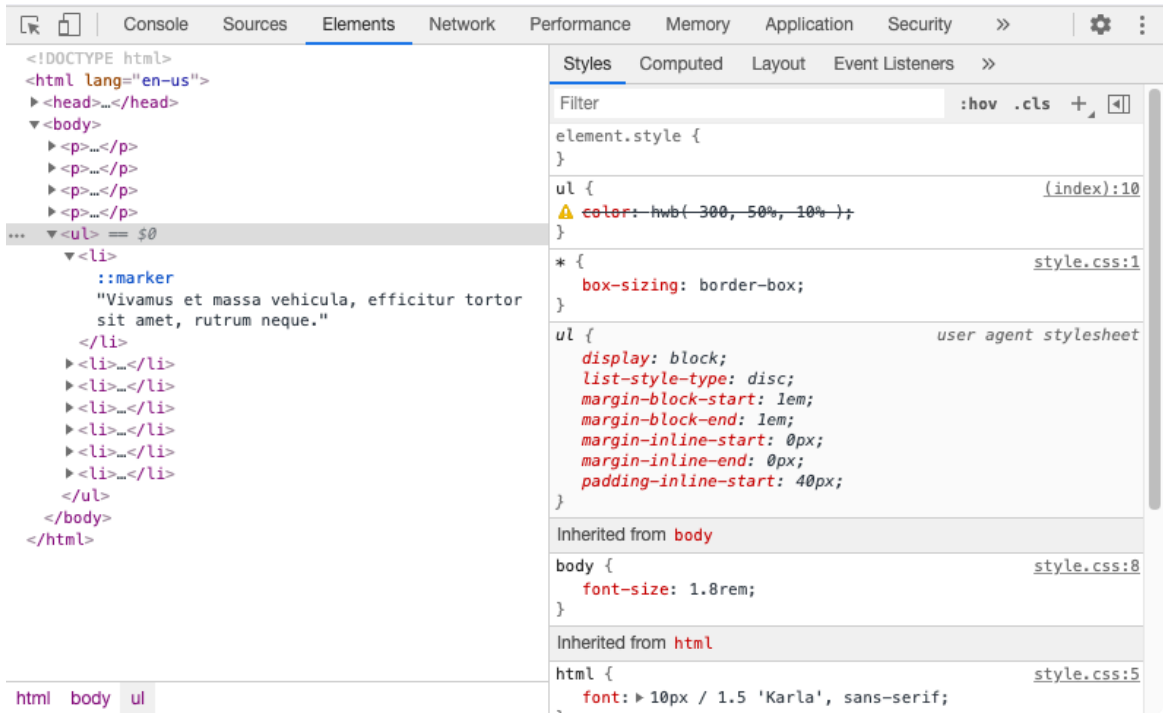 Console Sources Elements Network Performance Memory Application Security »
<!DOCTYPE html>
<html lang="en-us">
<head>…</head>
<body>
<p>…</p>
<p>…</p>
<p>…</p>
<p>…</p>
… <ul> == $0
<li>
::marker
"Vivamus et massa vehicula, efficitur tortor
sit amet, rutrum neque."
</li>
<li>…</li>
<li>…</li>
<li>…</li>
<li>…</li>
<li>…</li>
<li>…</li>
</ul>
</body>
</html>
html body ul
Styles Computed Layout Event Listeners »
Filter :hov .cls +
element.style {
}
ul { (index):10
color: hwb( 300, 50%, 10% );
}
* { style.css:1
box-sizing: border-box;
}
ul { user agent stylesheet
display: block;
list-style-type: disc;
margin-block-start: 1em;
margin-block-end: 1em;
margin-inline-start: 0px;
margin-inline-end: 0px;
padding-inline-start: 40px;
}
Inherited from body
body { style.css:8
font-size: 1.8rem;
}
Inherited from html
html { style.css:5
font: 10px / 1.5 'Karla', sans-serif;